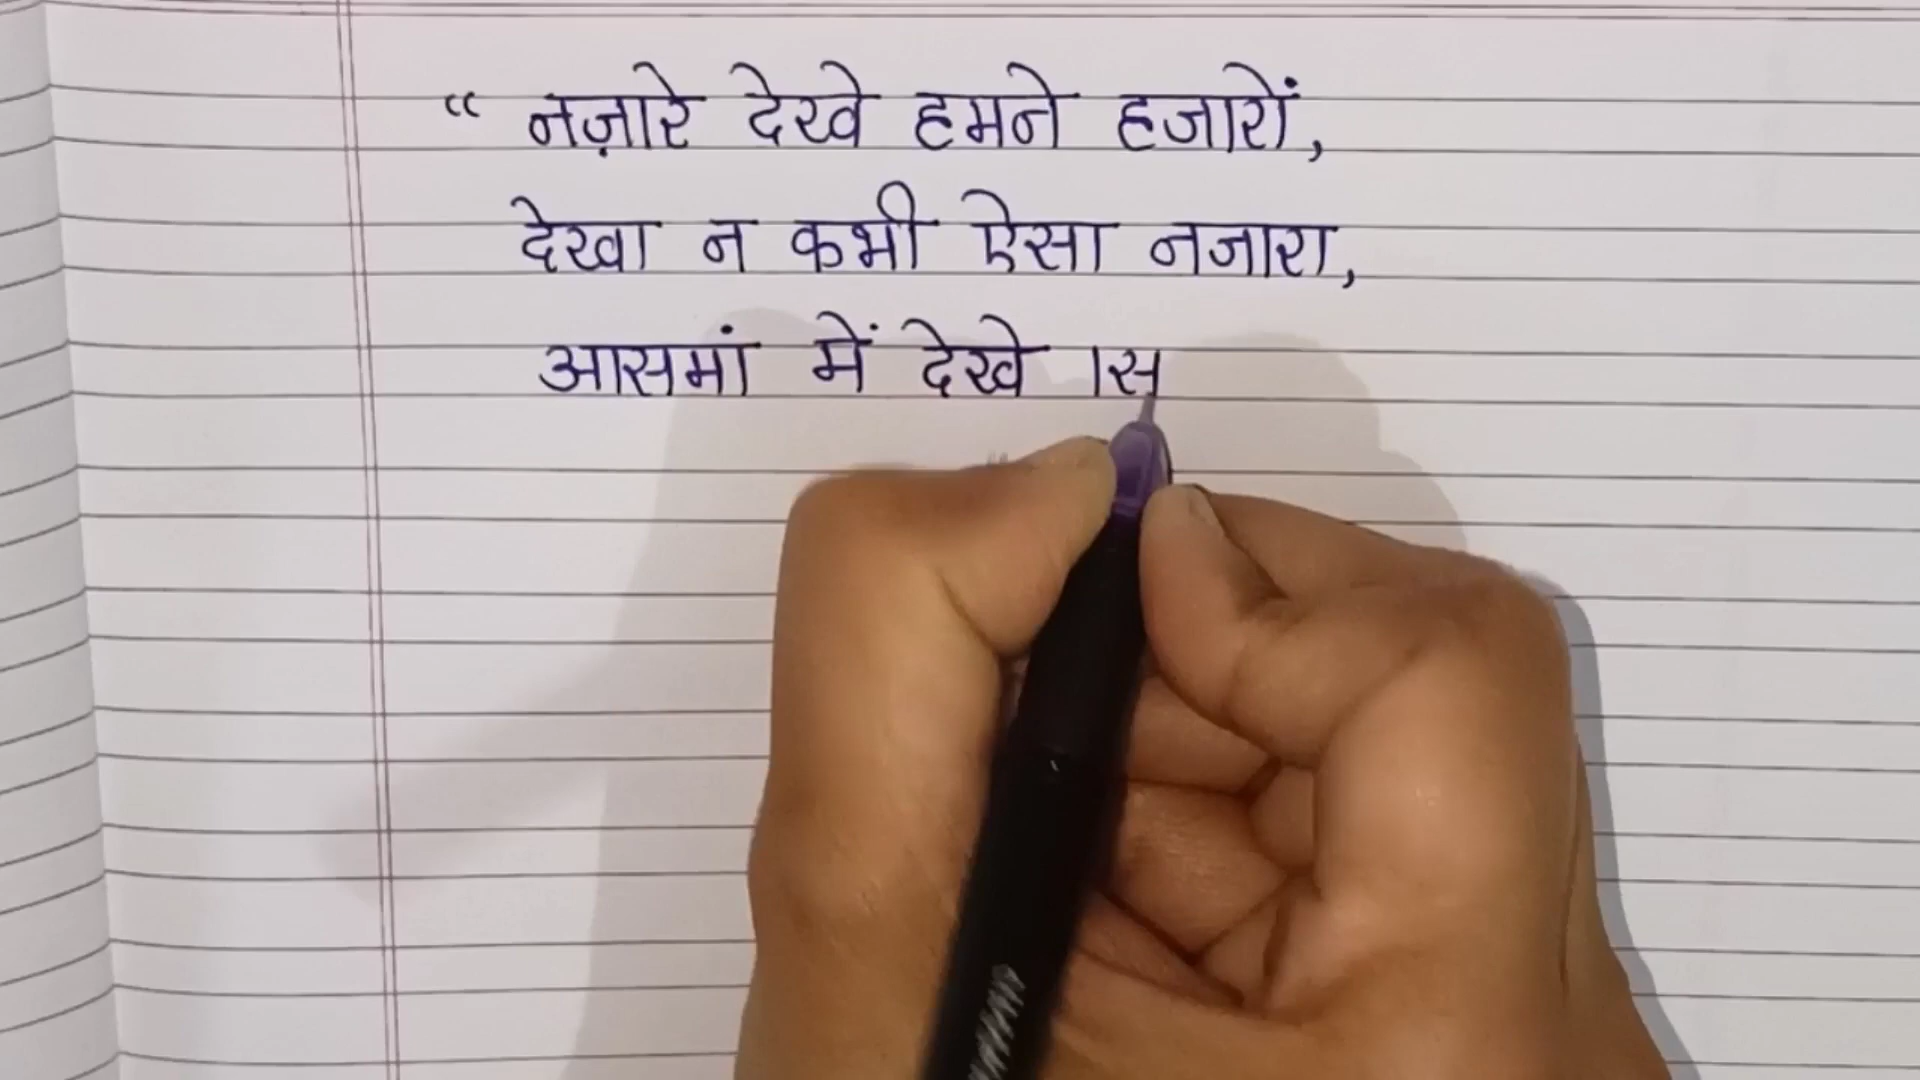 “ नज़ारे देखे हमने हजारों,
देखा न कभी ऐसा नजारा,
आसमां में देखे